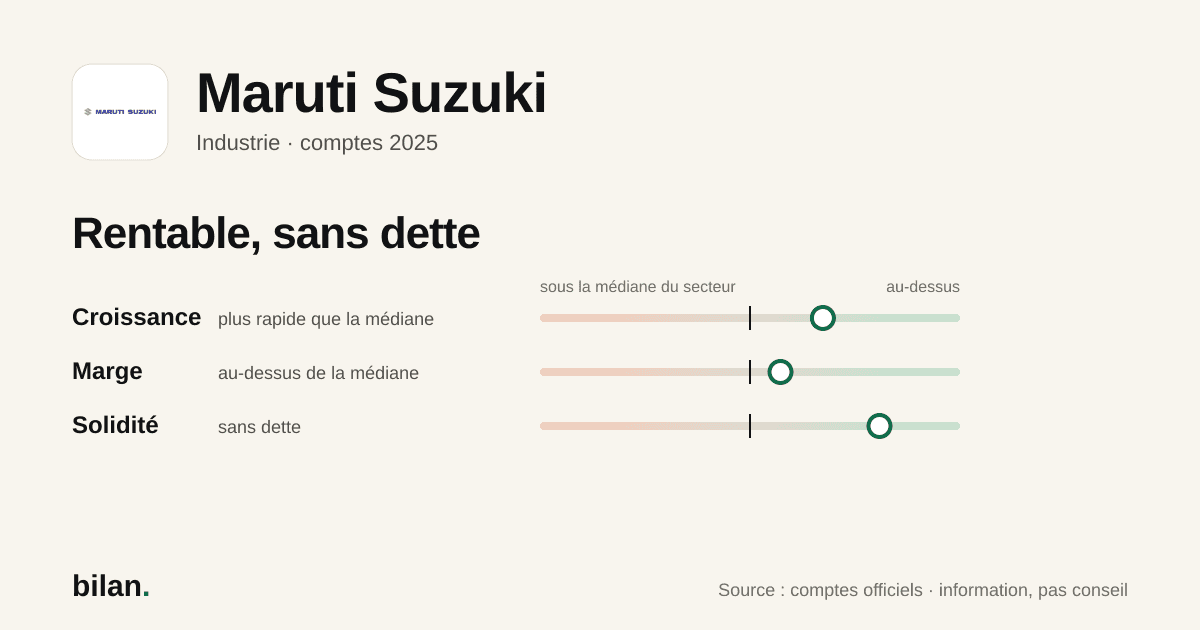 MARUTI SUZUKI
Maruti Suzuki
Industrie · comptes 2025
Rentable, sans dette
sous la médiane du secteur au-dessus
Croissance plus rapide que la médiane
Marge au-dessus de la médiane
Solidité sans dette
bilan.
Source : comptes officiels · information, pas conseil